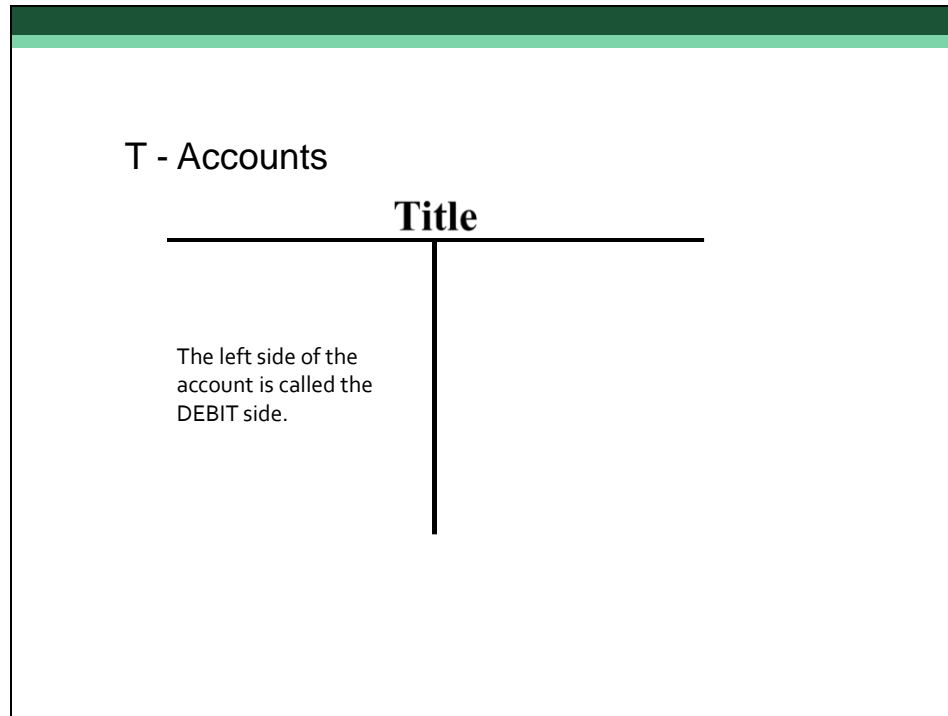 T - Accounts
Title
The left side of the
account is called the
DEBIT side.